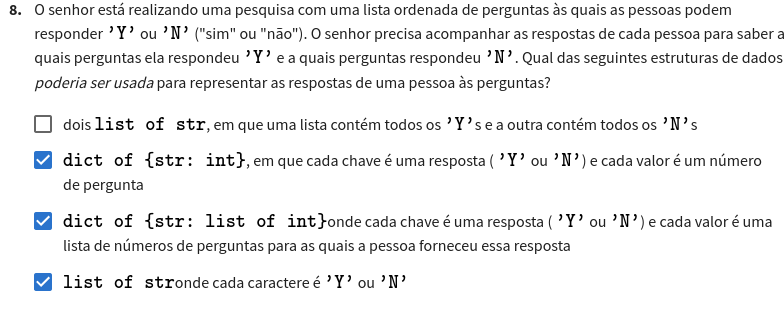 8. O senhor está realizando uma pesquisa com uma lista ordenada de perguntas às quais as pessoas podem
responder 'Y' ou 'N' ("sim" ou "não"). O senhor precisa acompanhar as respostas de cada pessoa para saber a
quais perguntas ela respondeu 'Y' e a quais perguntas respondeu 'N'. Qual das seguintes estruturas de dados
poderia ser usada para representar as respostas de uma pessoa às perguntas?
dois list of str, em que uma lista contém todos os 'Y's e a outra contém todos os 'N's
dict of {str: int}, em que cada chave é uma resposta ( 'Y' ou 'N') e cada valor é um número
de pergunta
dict of {str: list of int}onde cada chave é uma resposta ( 'Y' ou 'N') e cada valor é uma
lista de números de perguntas para as quais a pessoa forneceu essa resposta
list of stronde cada caractere é 'Y' ou 'N'